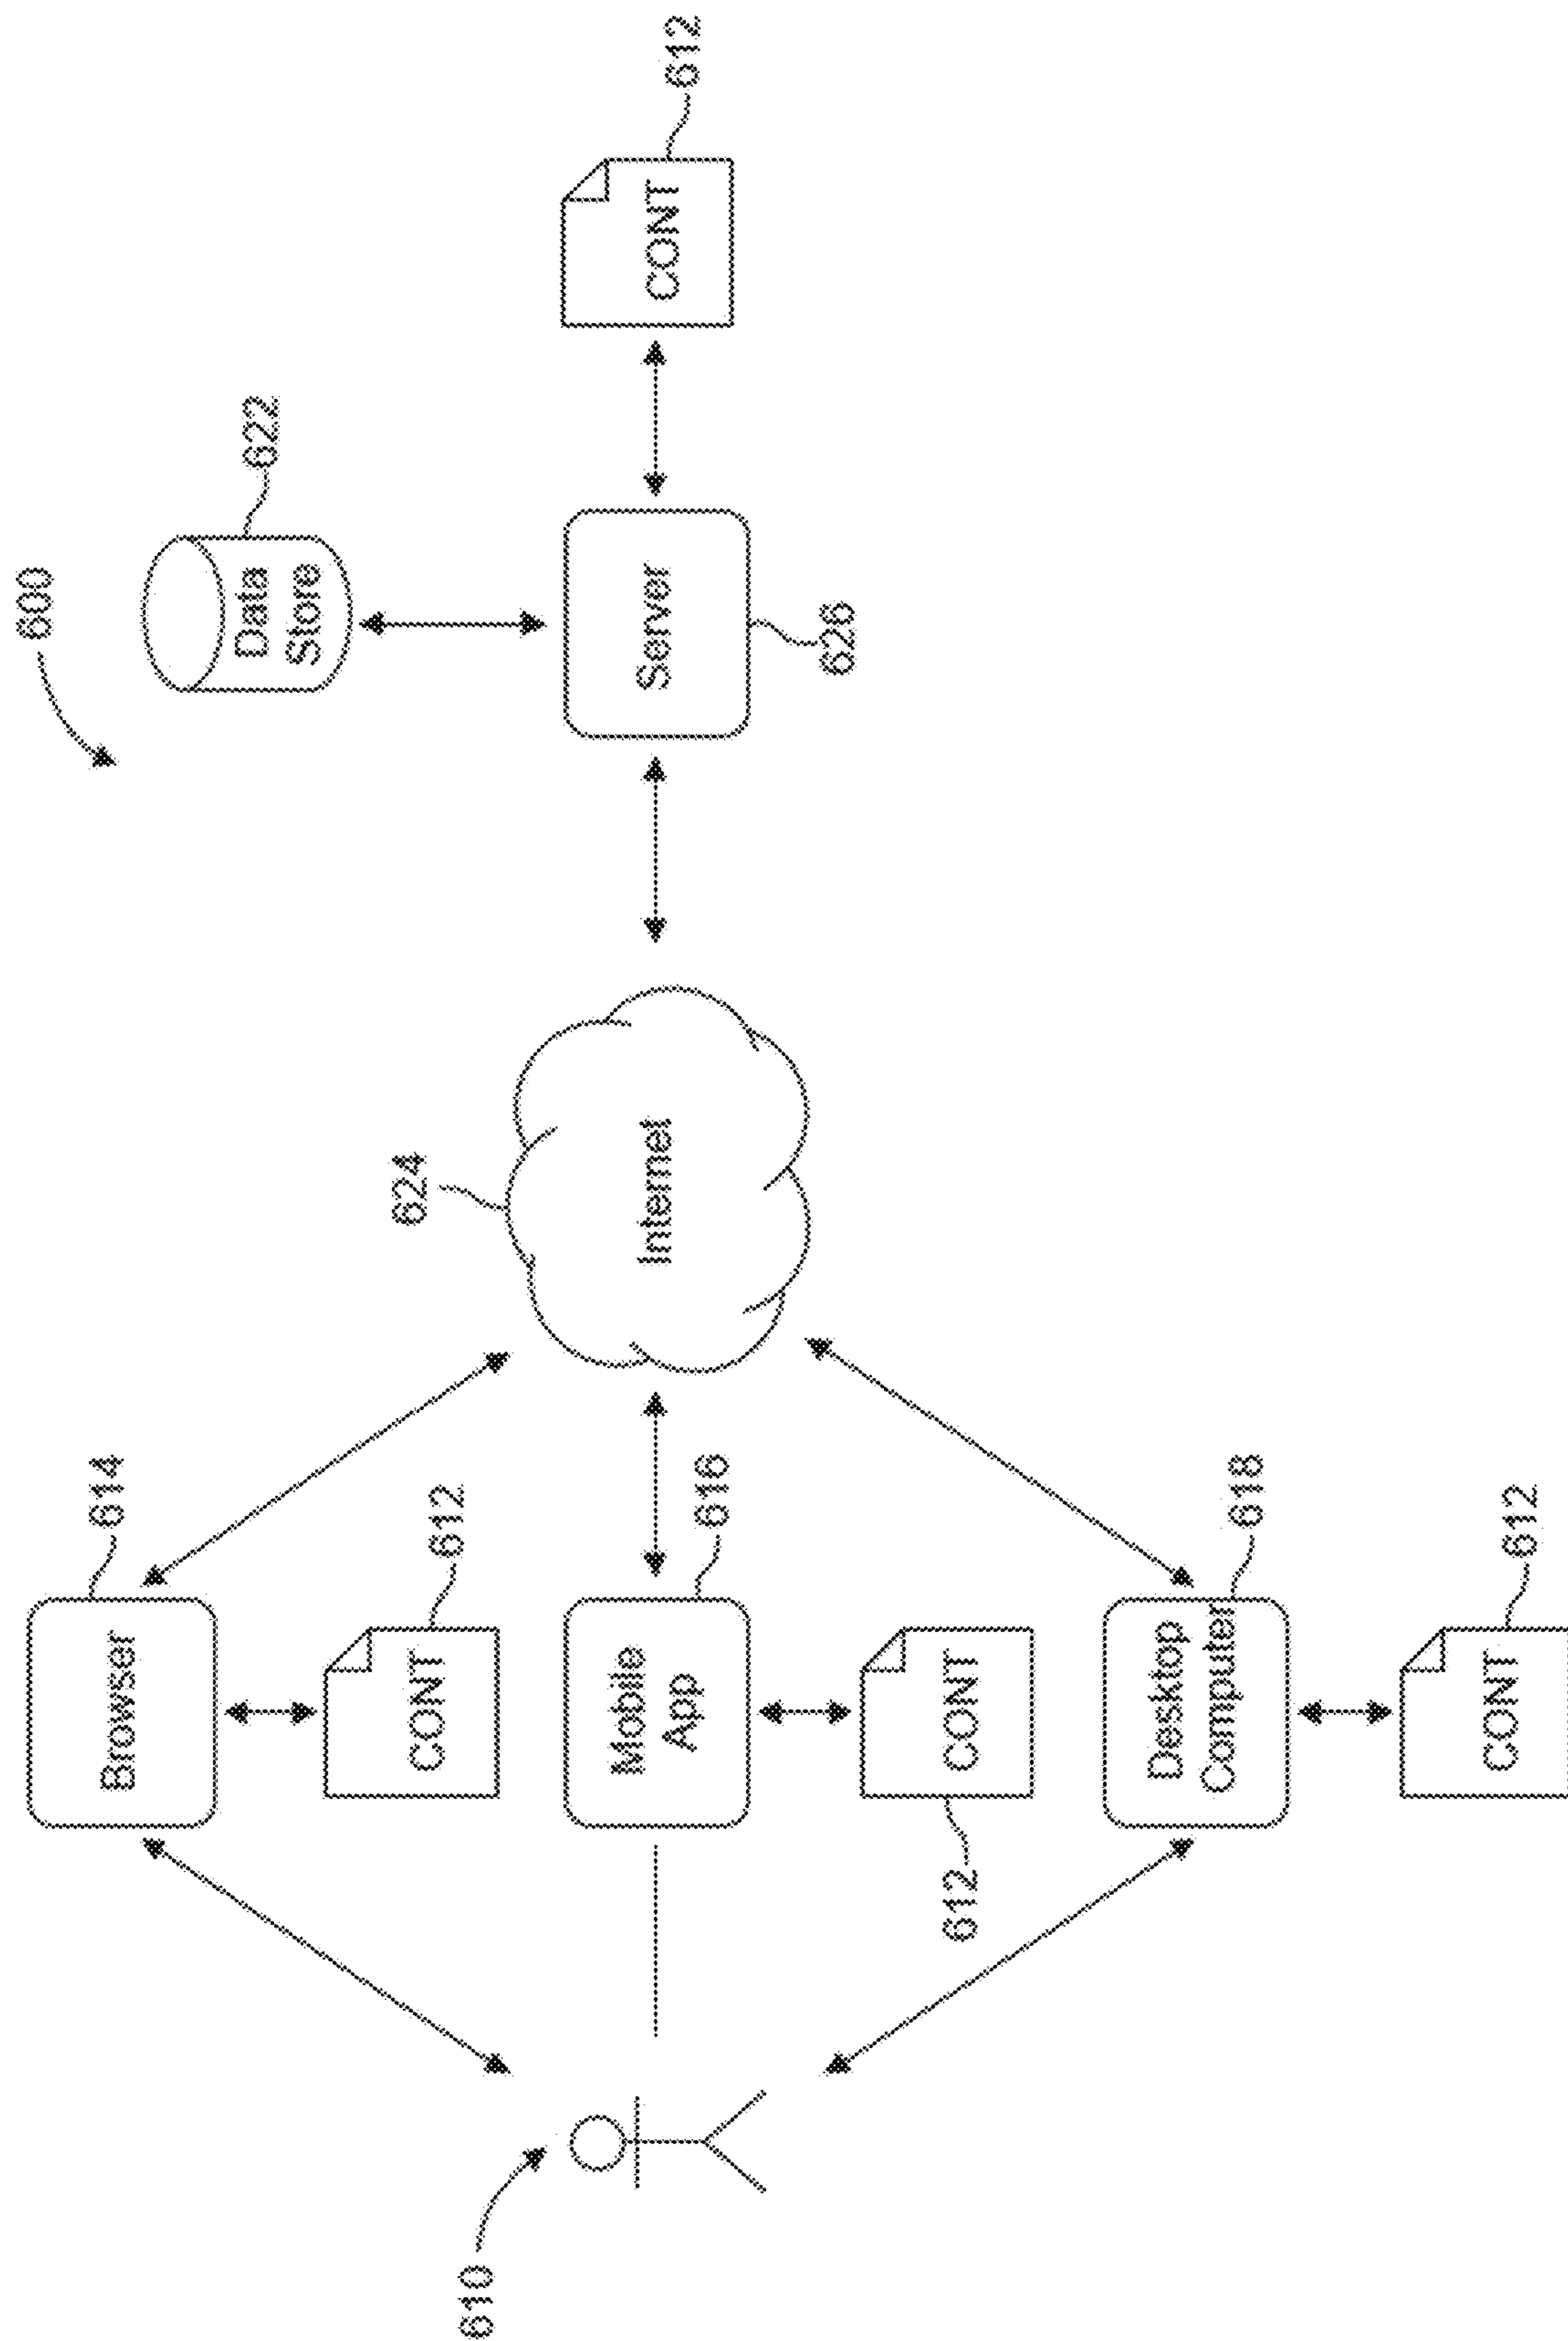 600
Browser
614
Data
Store
622
CONT
612
624
610
Mobile
App
616
Internet
Server
626
CONT
612
612
CONT
Desktop
Computer
618
CONT
612